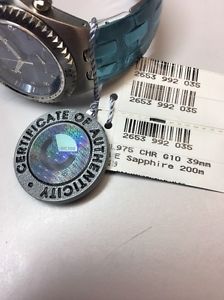 2653 992 035
2653 992 035
2653 992 035
.975 CHR G10 39mm
E Sapphire 200m
CERTIFICATE OF AUTHENTICITY